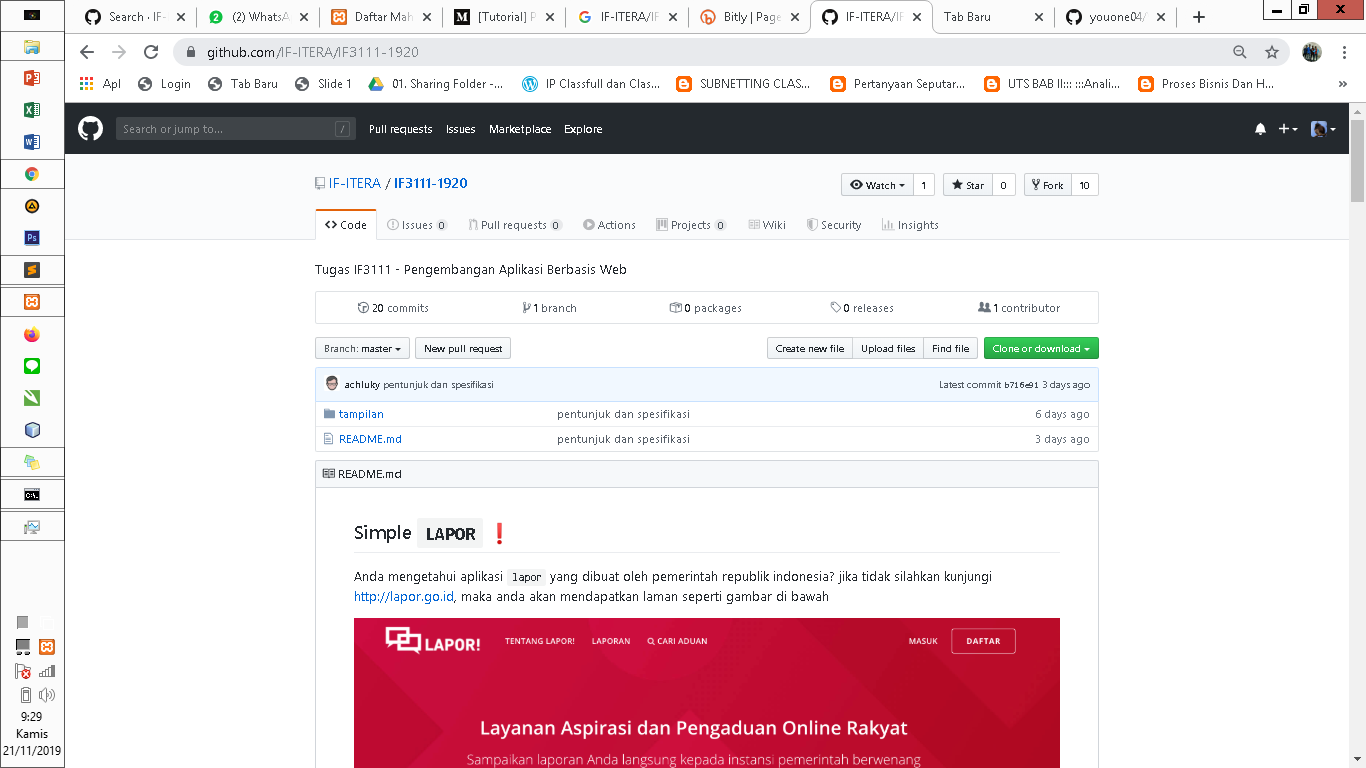 Search · IF-
(2) WhatsA
Daftar Mah
[Tutorial] P
IF-ITERA/IF
Bitly | Page
IF-ITERA/IF
Tab Baru
youone04/
github.com/IF-ITERA/IF3111-1920
Apl
Login
Tab Baru
Slide 1
01. Sharing Folder -...
IP Classfull dan Clas...
SUBNETTING CLAS...
Pertanyaan Seputar...
UTS BAB II::: :::Anali...
Proses Bisnis Dan H...
»
Search or jump to...
/
Pull requests
Issues
Marketplace
Explore
IF-ITERA / IF3111-1920
Watch
1
Star
0
Fork
10
Code
Issues 0
Pull requests 0
Actions
Projects 0
Wiki
Security
Insights
Tugas IF3111 - Pengembangan Aplikasi Berbasis Web
20 commits
1 branch
0 packages
0 releases
1 contributor
Branch: master
New pull request
Create new file
Upload files
Find file
Clone or download
achluky pentunjuk dan spesifikasi
Latest commit b716e91 3 days ago
tampilan
pentunjuk dan spesifikasi
6 days ago
README.md
pentunjuk dan spesifikasi
3 days ago
README.md
Simple LAPOR ❗
Anda mengetahui aplikasi lapor yang dibuat oleh pemerintah republik indonesia? jika tidak silahkan kunjungi
http://lapor.go.id, maka anda akan mendapatkan laman seperti gambar di bawah
LAPOR!
TENTANG LAPOR!
LAPORAN
CARI ADUAN
MASUK
DAFTAR
Layanan Aspirasi dan Pengaduan Online Rakyat
Sampaikan laporan Anda langsung kepada instansi pemerintah berwenang
9:29
Kamis
21/11/2019